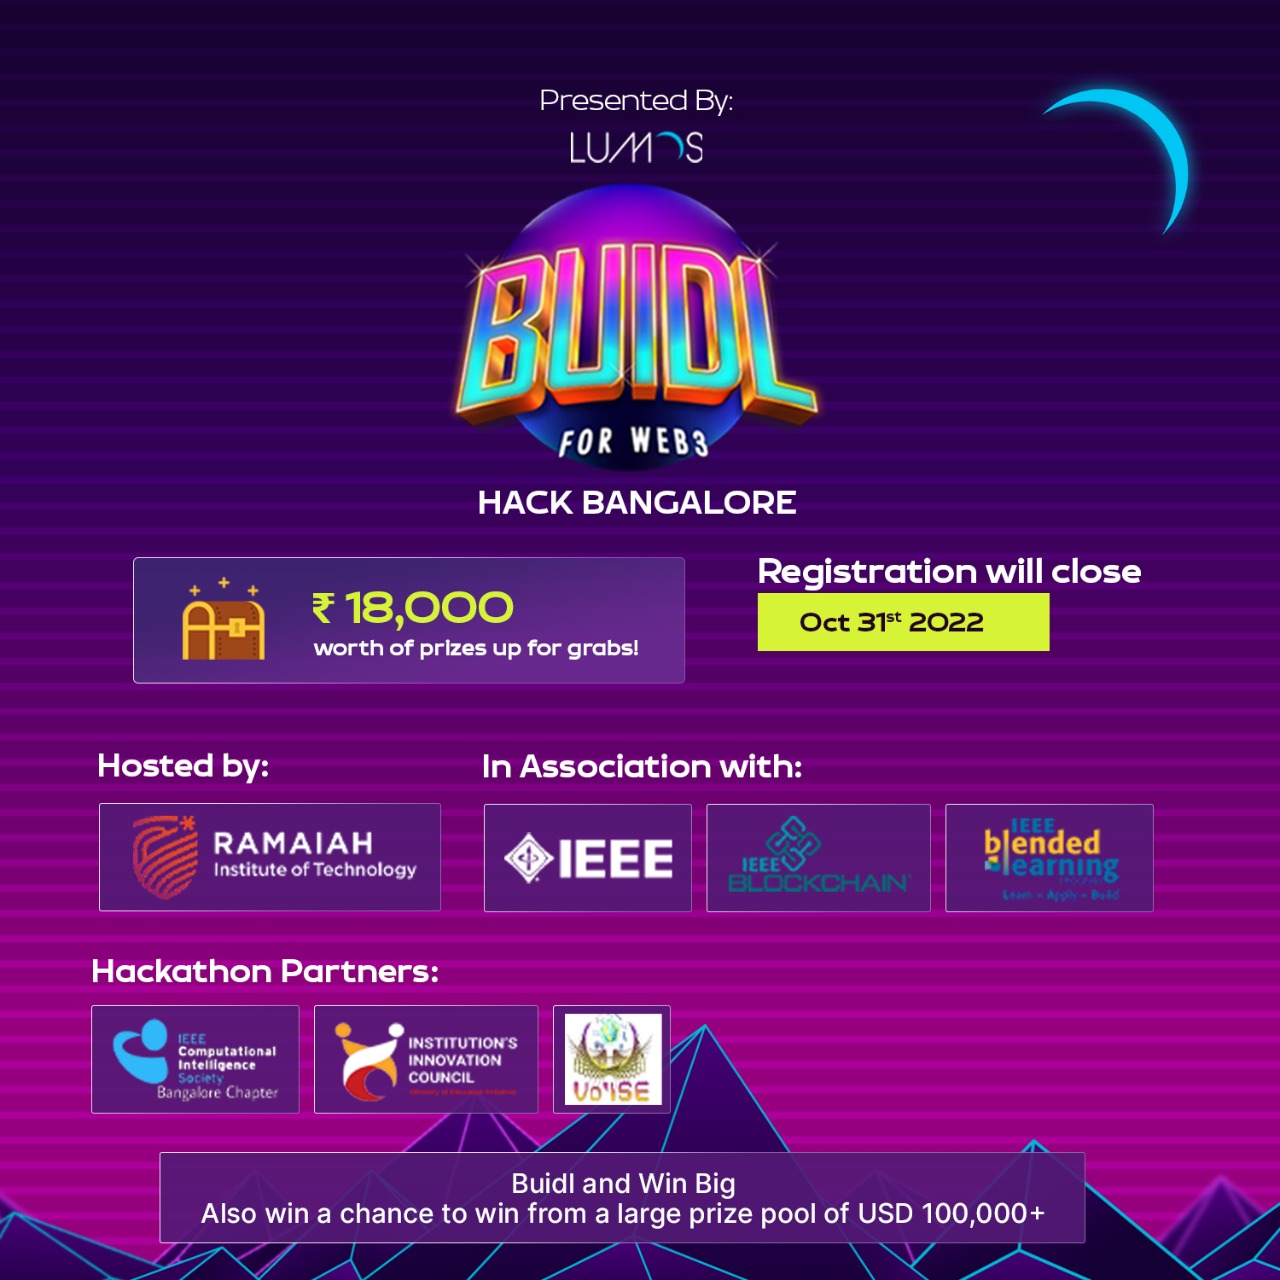 Presented By:
LUMOS
BUIDL
FOR WEB3
HACK BANGALORE
₹ 18,000
worth of prizes up for grabs!
Registration will close
Oct 31st 2022
Hosted by:
RAMAIAH
Institute of Technology
In Association with:
IEEE
IEEE
BLOCKCHAIN
IEEE
blended
learning
Learn – Apply – Build
Hackathon Partners:
IEEE
Computational
Intelligence
Society
Bangalore Chapter
INSTITUTION'S
INNOVATION
COUNCIL
Vo'ISE
Buidl and Win Big
Also win a chance to win from a large prize pool of USD 100,000+